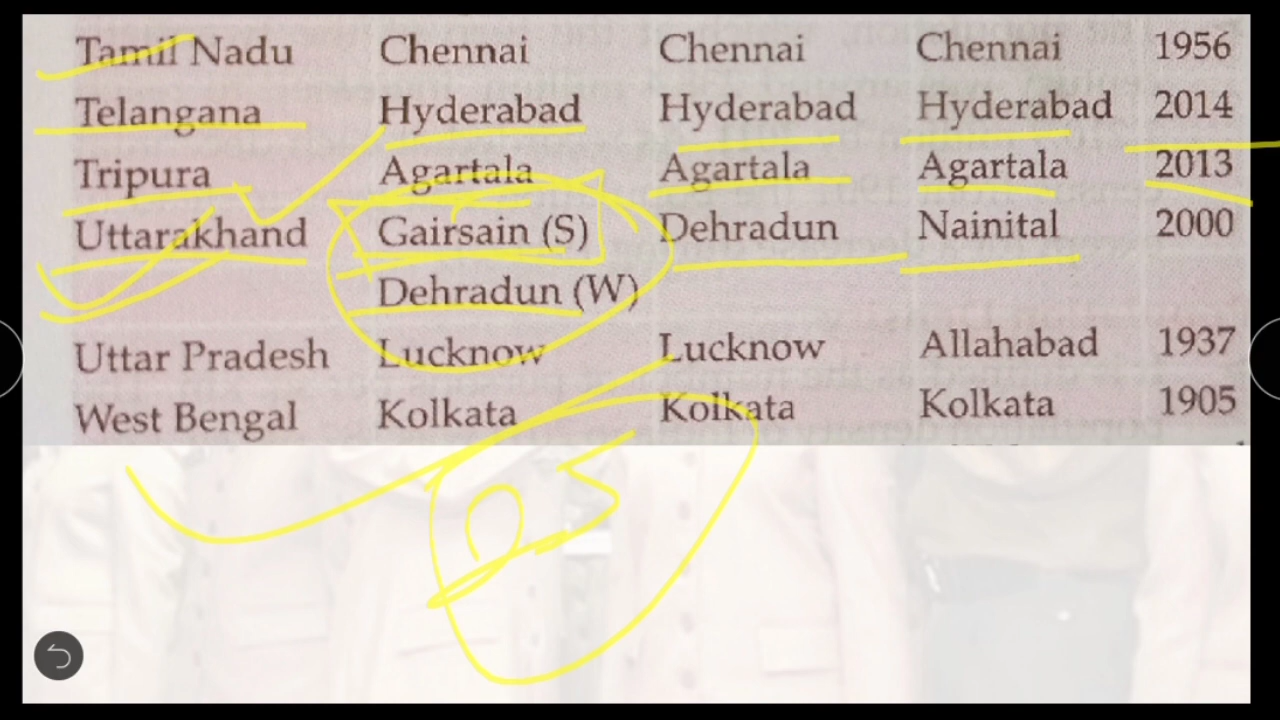 Tamil Nadu Chennai Chennai Chennai 1956
Telangana Hyderabad Hyderabad Hyderabad 2014
Tripura Agartala Agartala Agartala 2013
Uttarakhand Gairsain (S) Dehradun Nainital 2000
Dehradun (W)
Uttar Pradesh Lucknow Lucknow Allahabad 1937
West Bengal Kolkata Kolkata Kolkata 1905